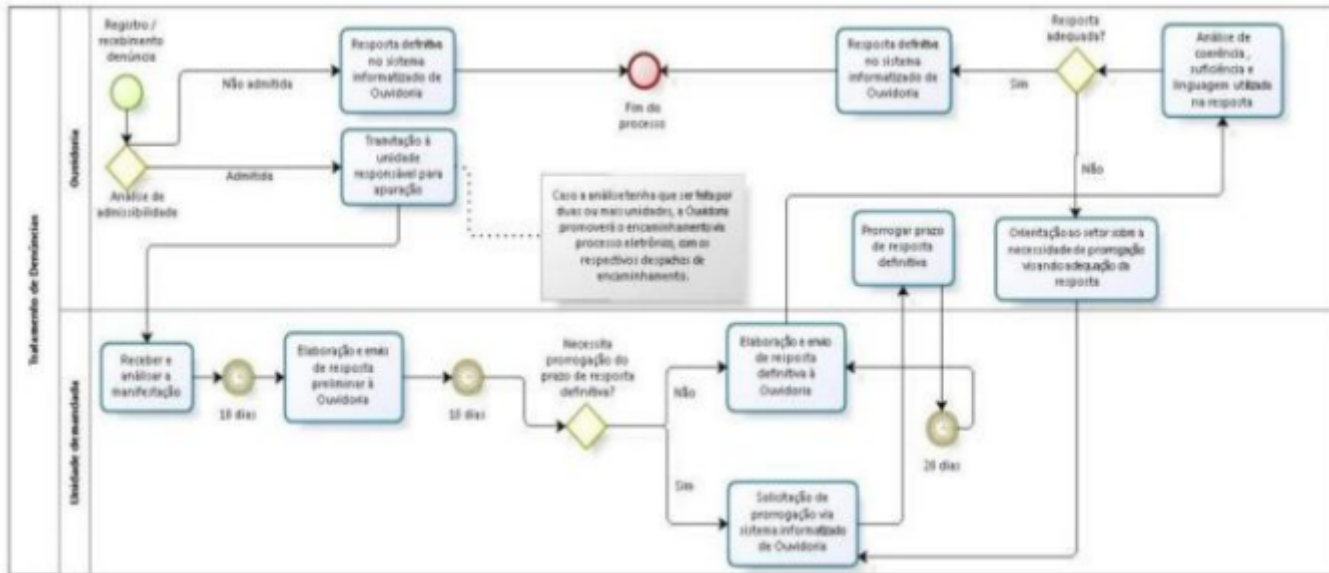 Registro /
recebimento
denúncia
Não admitida
Resposta definitiva
no sistema
informatizado de
Ouvidoria
Fim do
processo
Resposta definitiva
no sistema
informatizado de
Ouvidoria
Sim
Resposta
adequada?
Análise de
coerência,
suficiência e
linguagem utilizada
na resposta
Não
Ouvidoria
Análise de
admissibilidade
Admitida
Tramitação à
unidade
responsável para
apuração
Caso a análise tenha que ser feita por
duas ou mais unidades, a Ouvidoria
promoverá o encaminhamento via
processo eletrônico, com os
respectivos despachos de
encaminhamento.
Prorrogar prazo
de resposta
definitiva
Orientação ao setor sobre a
necessidade de prorrogação
visando adequação da
resposta
Tratamento de Denúncias
Unidade demandada
Receber e
análisar a
manifestação
10 dias
Elaboração e envio
de resposta
preliminar à
Ouvidoria
10 dias
Necessita
prorrogação do
prazo de resposta
definitiva?
Não
Elaboração e envio
de resposta
definitiva à
Ouvidoria
20 dias
Sim
Solicitação de
prorrogação via
sistema informatizado
de Ouvidoria